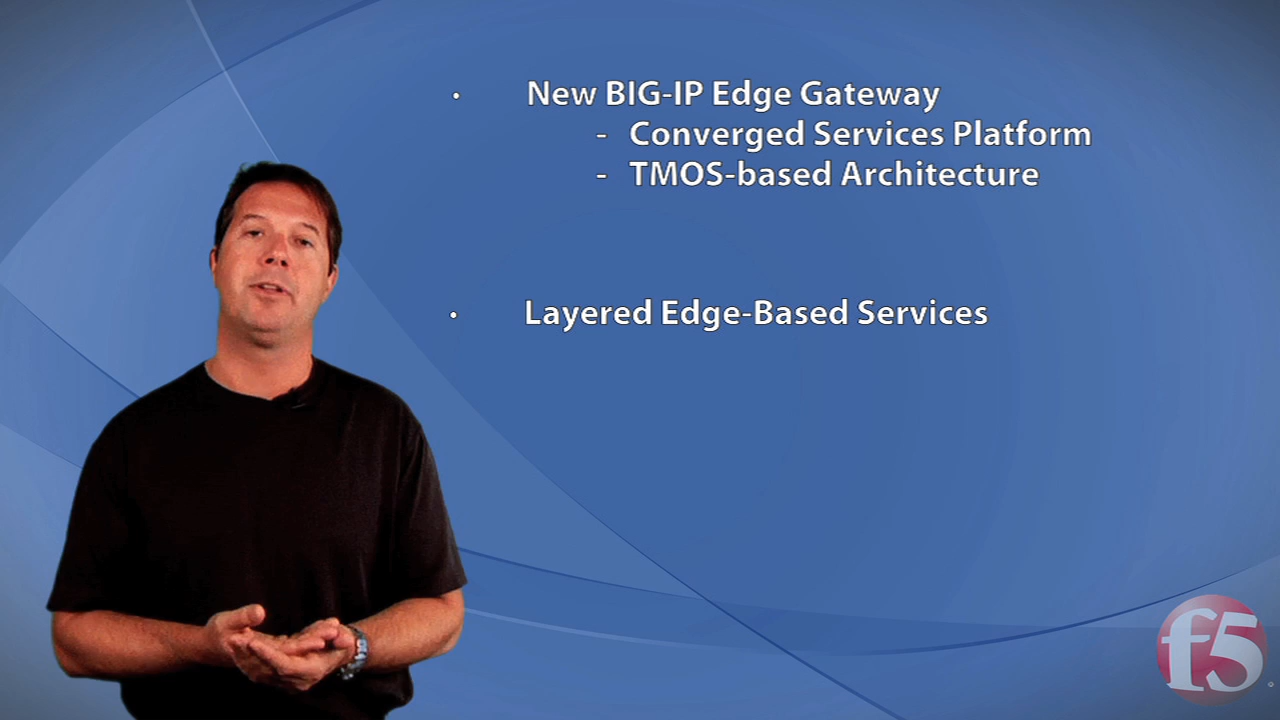 · New BIG-IP Edge Gateway
- Converged Services Platform
- TMOS-based Architecture
· Layered Edge-Based Services
f5